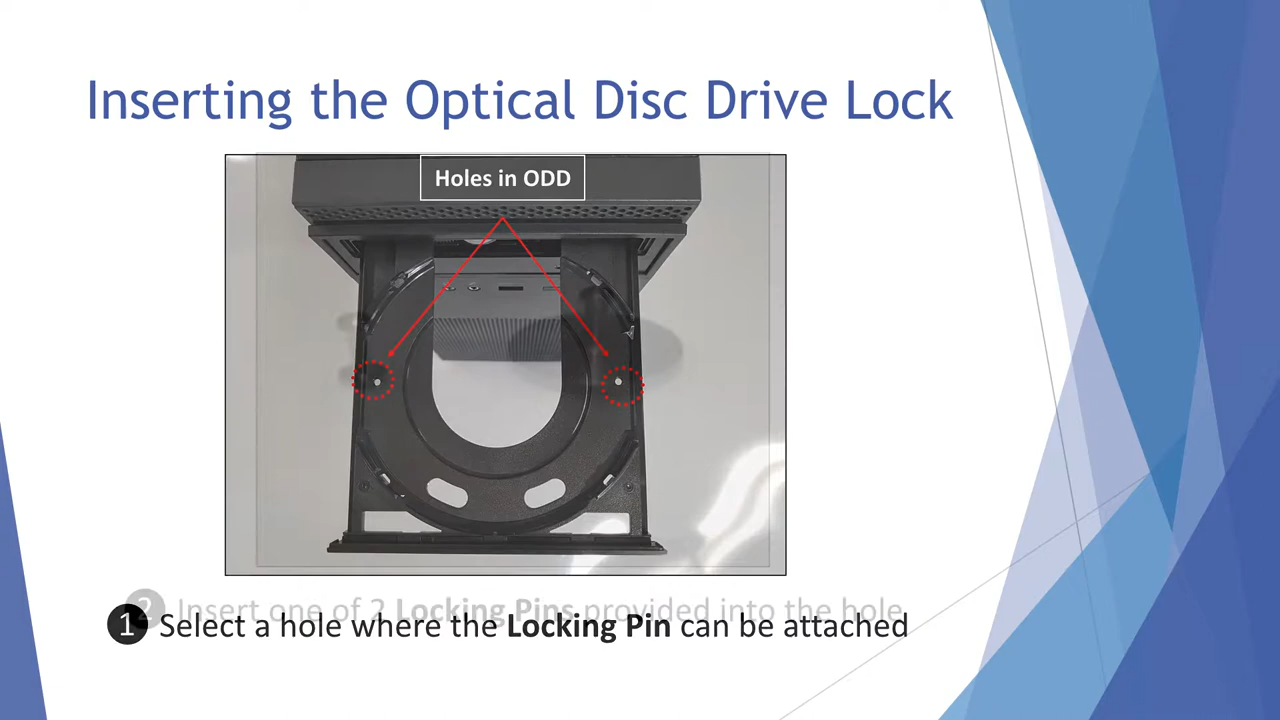 Inserting the Optical Disc Drive Lock
Holes in ODD
2 Insert one of 2 Locking Pins provided into the hole
1 Select a hole where the Locking Pin can be attached